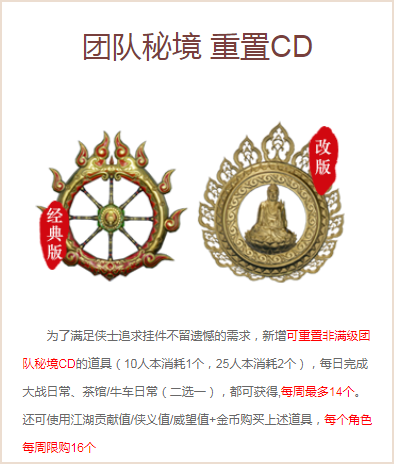 团队秘境 重置CD
改版
经典版
为了满足侠士追求挂件不留遗憾的需求，新增可重置非满级团
队秘境CD的道具（10人本消耗1个，25人本消耗2个），每日完成
大战日常、茶馆/牛车日常（二选一），都可获得,每周最多14个。
还可使用江湖贡献值/侠义值/威望值+金币购买上述道具，每个角色
每周限购16个